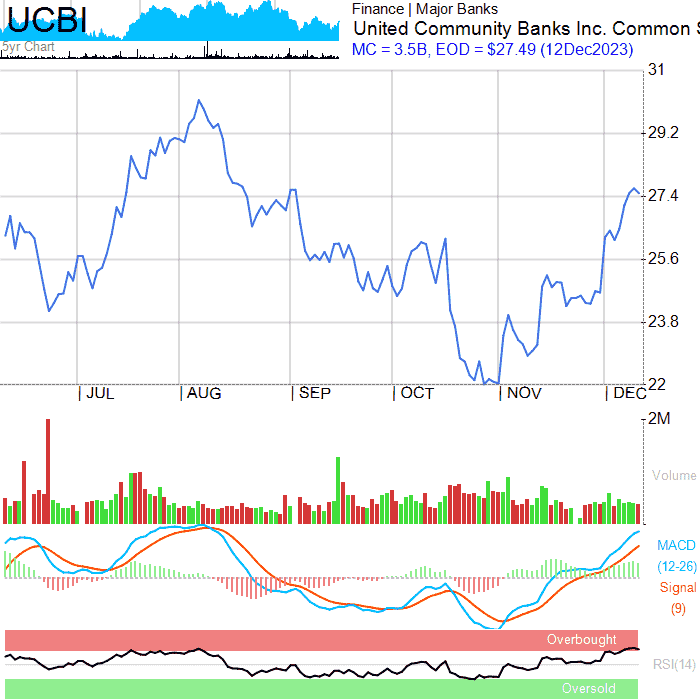 UCBI
5yr Chart
Finance | Major Banks
United Community Banks Inc. Common S
MC = 3.5B, EOD = $27.49 (12Dec2023)
31
29.2
27.4
25.6
23.8
22
JUL
AUG
SEP
OCT
NOV
DEC
2M
Volume
MACD
(12-26)
Signal
(9)
Overbought
RSI(14)
Oversold